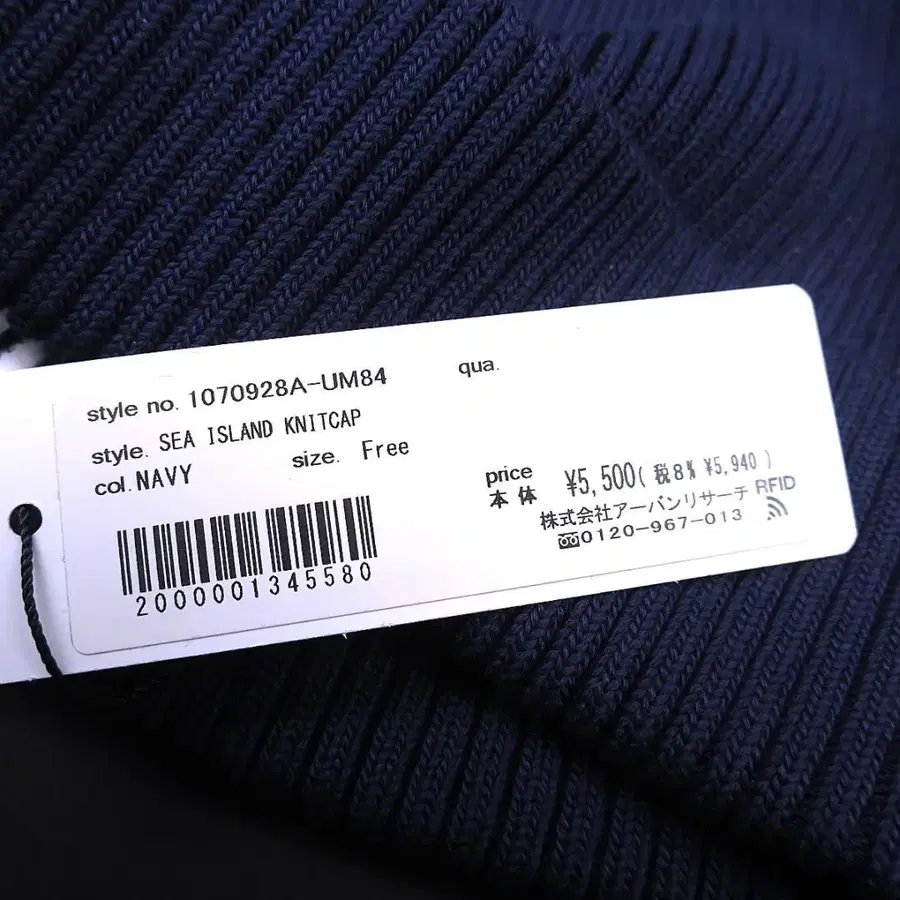 style no. 1070928A-UM84
qua.
style. SEA ISLAND KNITCAP
col. NAVY
size. Free
price
本体 ¥5,500( 税8% ¥5,940 )
株式会社アーバンリサーチ RFID
0120-967-013
2000001345580